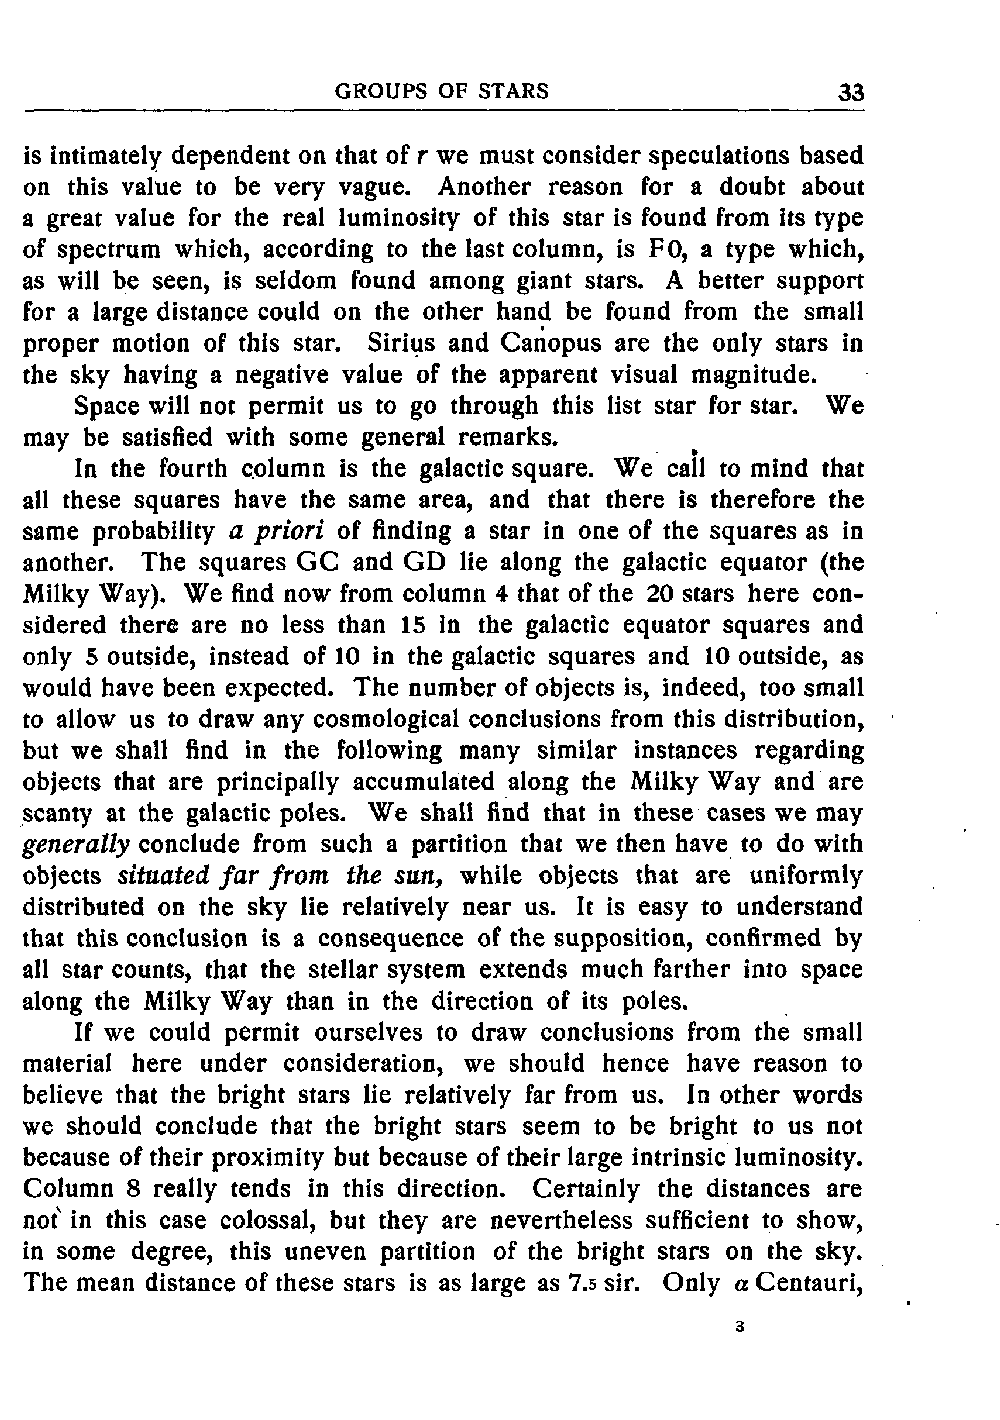 GROUPS OF STARS 33
is intimately dependent on that of r we must consider speculations based
on this value to be very vague. Another reason for a doubt about
a great value for the real luminosity of this star is found from its type
of spectrum which, according to the last column, is F0, a type which,
as will be seen, is seldom found among giant stars. A better support
for a large distance could on the other hand be found from the small
proper motion of this star. Sirius and Canopus are the only stars in
the sky having a negative value of the apparent visual magnitude.
Space will not permit us to go through this list star for star. We
may be satisfied with some general remarks.
In the fourth column is the galactic square. We call to mind that
all these squares have the same area, and that there is therefore the
same probability a priori of finding a star in one of the squares as in
another. The squares GC and GD lie along the galactic equator (the
Milky Way). We find now from column 4 that of the 20 stars here con-
sidered there are no less than 15 in the galactic equator squares and
only 5 outside, instead of 10 in the galactic squares and 10 outside, as
would have been expected. The number of objects is, indeed, too small
to allow us to draw any cosmological conclusions from this distribution,
but we shall find in the following many similar instances regarding
objects that are principally accumulated along the Milky Way and are
scanty at the galactic poles. We shall find that in these cases we may
generally conclude from such a partition that we then have to do with
objects situated far from the sun, while objects that are uniformly
distributed on the sky lie relatively near us. It is easy to understand
that this conclusion is a consequence of the supposition, confirmed by
all star counts, that the stellar system extends much farther into space
along the Milky Way than in the direction of its poles.
If we could permit ourselves to draw conclusions from the small
material here under consideration, we should hence have reason to
believe that the bright stars lie relatively far from us. In other words
we should conclude that the bright stars seem to be bright to us not
because of their proximity but because of their large intrinsic luminosity.
Column 8 really tends in this direction. Certainly the distances are
not in this case colossal, but they are nevertheless sufficient to show,
in some degree, this uneven partition of the bright stars on the sky.
The mean distance of these stars is as large as 7.5 sir. Only α Centauri,
3